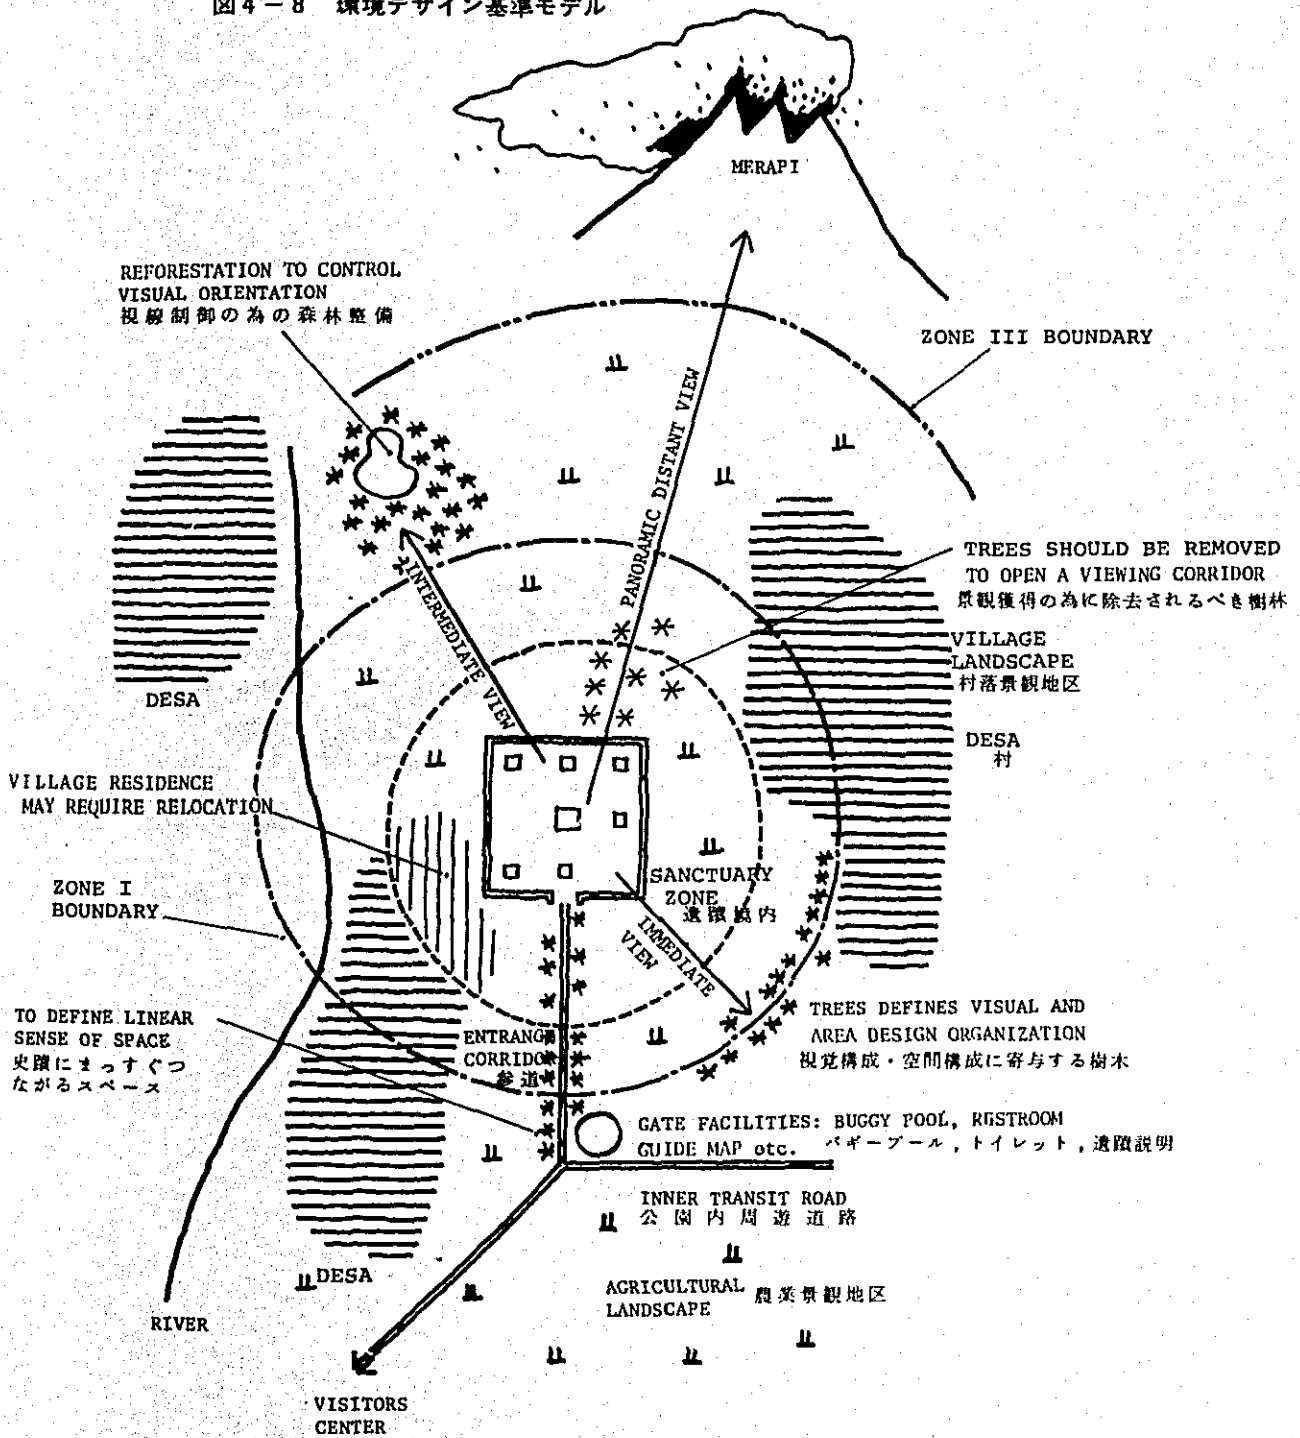 図4-8 環境デザイン基準モデル
MERAPI
REFORESTATION TO CONTROL
VISUAL ORIENTATION
視線制御の為の森林整備
ZONE III BOUNDARY
PANORAMIC DISTANT VIEW
INTERMEDIATE VIEW
TREES SHOULD BE REMOVED
TO OPEN A VIEWING CORRIDOR
景観獲得の為に除去されるべき樹林
VILLAGE
LANDSCAPE
村落景観地区
DESA
DESA
村
VILLAGE RESIDENCE
MAY REQUIRE RELOCATION
SANCTUARY
ZONE
遺蹟境内
ZONE I
BOUNDARY
IMMEDIATE
VIEW
TO DEFINE LINEAR
SENSE OF SPACE
史蹟にまっすぐつ
ながるスペース
ENTRANCE
CORRIDOR
参道
TREES DEFINES VISUAL AND
AREA DESIGN ORGANIZATION
視覚構成・空間構成に寄与する樹木
GATE FACILITIES: BUGGY POOL, RESTROOM
GUIDE MAP etc. バギープール,トイレット,遺蹟説明
INNER TRANSIT ROAD
公園内周遊道路
DESA
AGRICULTURAL 農業景観地区
LANDSCAPE
RIVER
VISITORS
CENTER